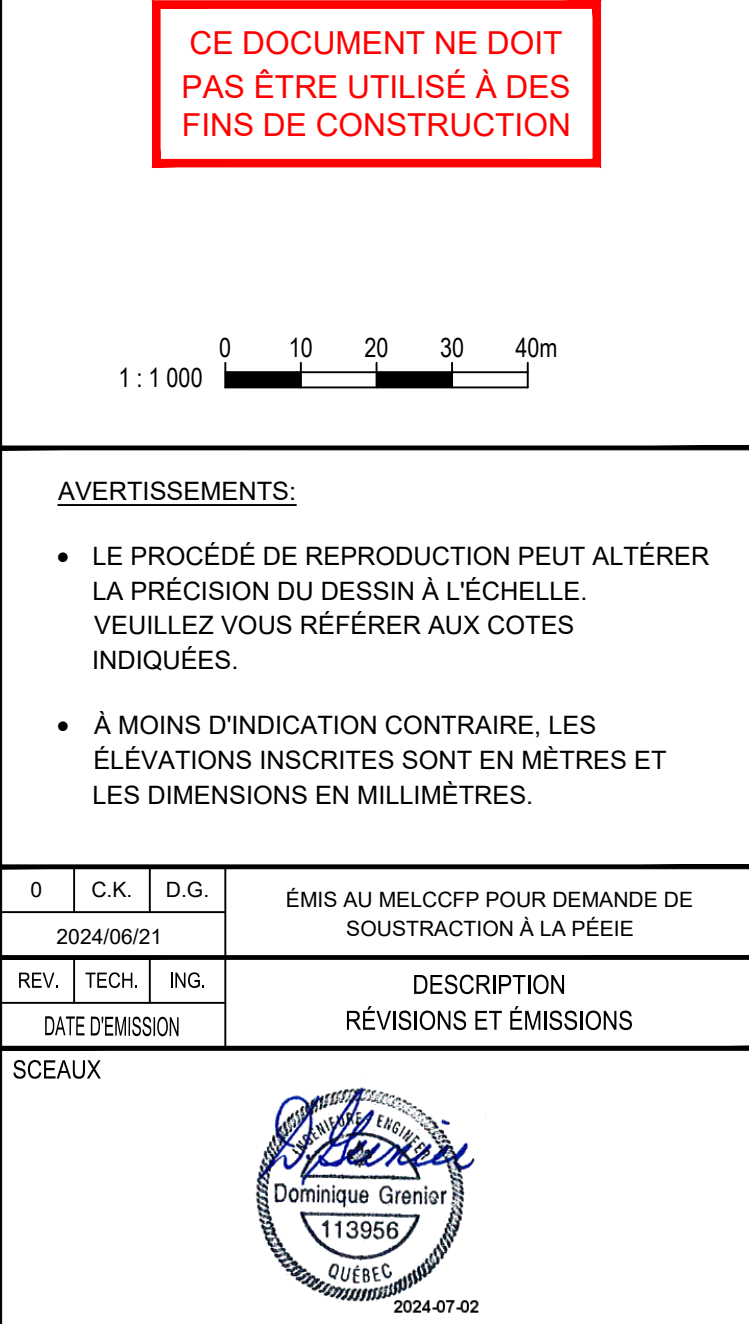 CE DOCUMENT NE DOIT
PAS ÊTRE UTILISÉ À DES
FINS DE CONSTRUCTION
0 10 20 30 40m
1 : 1 000
AVERTISSEMENTS:
• LE PROCÉDÉ DE REPRODUCTION PEUT ALTÉRER
LA PRÉCISION DU DESSIN À L'ÉCHELLE.
VEUILLEZ VOUS RÉFÉRER AUX COTES
INDIQUÉES.
• À MOINS D'INDICATION CONTRAIRE, LES
ÉLÉVATIONS INSCRITES SONT EN MÈTRES ET
LES DIMENSIONS EN MILLIMÈTRES.
0 C.K. D.G. ÉMIS AU MELCCFP POUR DEMANDE DE
2024/06/21 SOUSTRACTION À LA PÉEIE
REV. TECH. ING. DESCRIPTION
DATE D'EMISSION RÉVISIONS ET ÉMISSIONS
SCEAUX
INGÉNIEURE - ENGINEER
D. Grenier
Dominique Grenier
113956
QUÉBEC
2024-07-02